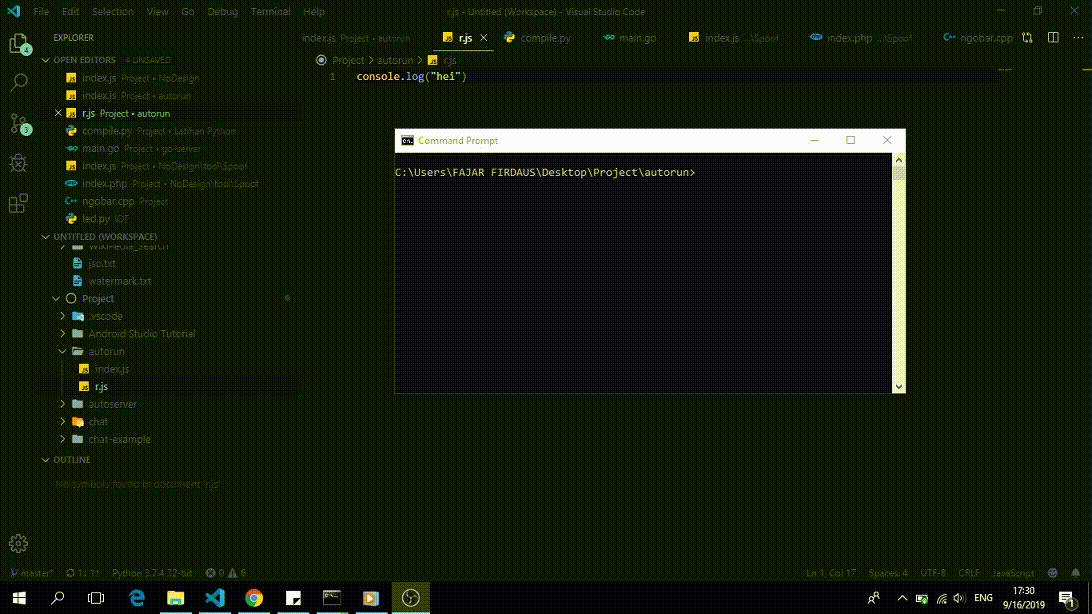 File Edit Selection View Go Debug Terminal Help
r.js - Untitled (Workspace) - Visual Studio Code
EXPLORER
index.js Project • autorun
r.js
compile.py
main.go
index.js ...\Spoof
index.php ...\Spoof
ngobar.cpp
OPEN EDITORS 4 UNSAVED
index.js Project • NoDesign
index.js Project • autorun
r.js Project • autorun
compile.py Project • Latihan Python
main.go Project • go-server
index.js Project • NoDesign\tool\Spoof
index.php Project • NoDesign\tool\Spoof
ngobar.cpp Project
led.py IOT
4
3
UNTITLED (WORKSPACE)
WikiPedia_Search
jso.txt
watermark.txt
Project
.vscode
Android Studio Tutorial
autorun
index.js
r.js
autoserver
chat
chat-example
OUTLINE
No symbols found in document 'r.js'
Project > autorun > r.js
1 console.log("hei")
Command Prompt
C:\Users\FAJAR FIRDAUS\Desktop\Project\autorun>
master* 1↓ 1↑ Python 3.7.4 32-bit 0 6
Ln 1, Col 17 Spaces: 4 UTF-8 CRLF JavaScript
ENG
17:30
9/16/2019
1